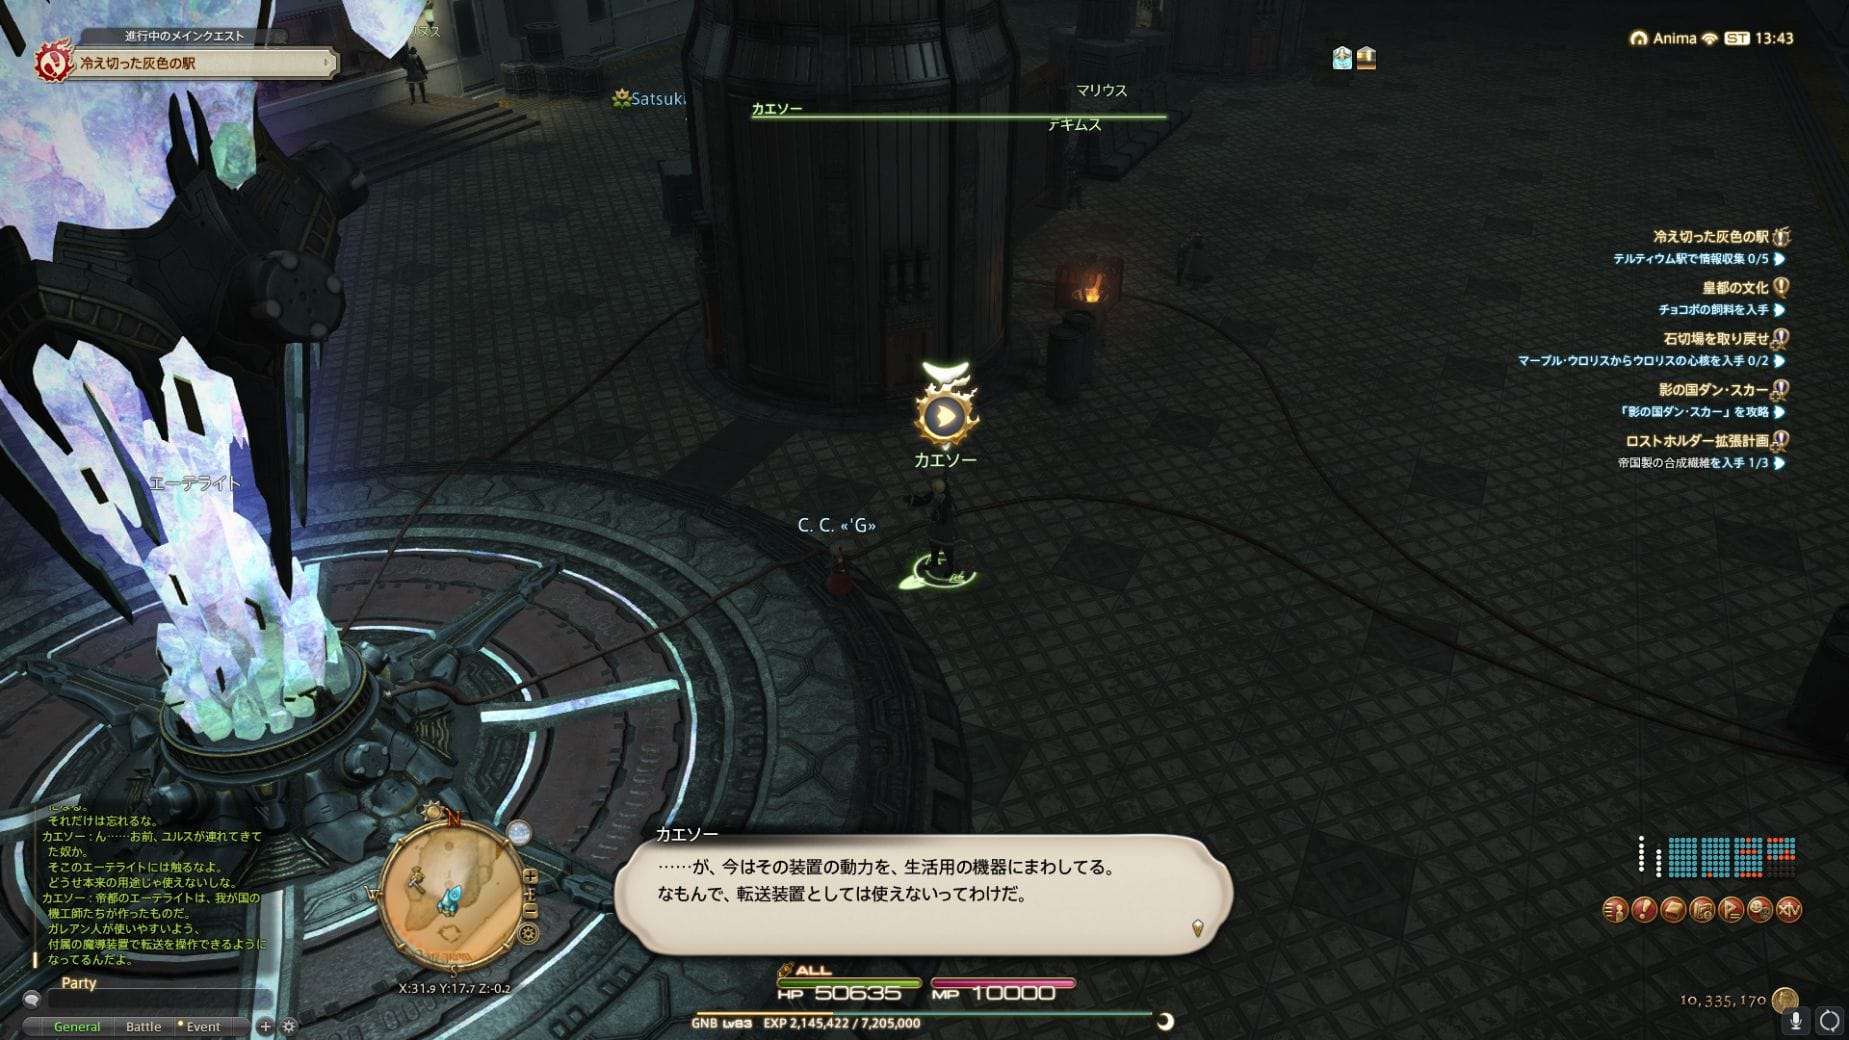 進行中のメインクエスト
冷え切った灰色の駅
Anima
ST 13:43
Satsuki
カエソー
マリウス
デキムス
冷え切った灰色の駅
テルティウム駅で情報収集 0/5
皇都の文化
チョコボの飼料を入手
石切場を取り戻せ
マーブル・ウロリスからウロリスの心核を入手 0/2
影の国ダン・スカー
「影の国ダン・スカー」を攻略
ロストホルダー拡張計画
帝国製の合成繊維を入手 1/3
カエソー
エーテライト
C. C. «'G»
それだけは忘れるな。
カエソー : ん……お前、ユルスが連れてきて
た奴か。
そこのエーテライトには触るなよ。
どうせ本来の用途じゃ使えないしな。
カエソー : 帝都のエーテライトは、我が国の
機工師たちが作ったものだ。
ガレアン人が使いやすいよう、
付属の魔導装置で転送を操作できるように
なってるんだよ。
Party
General
Battle
Event
N
W
S
X:31.9 Y:17.7 Z:-0.2
カエソー
……が、今はその装置の動力を、生活用の機器にまわしてる。
なもんで、転送装置としては使えないってわけだ。
ALL
HP 50635
MP 10000
GNB Lv83 EXP 2,145,422 / 7,205,000
XIV
10,335,170